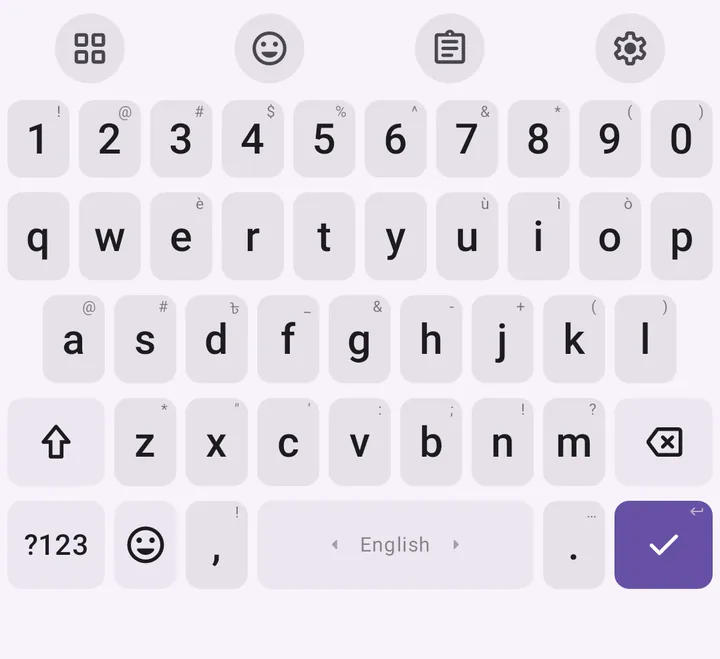 ! @ # $ % ^ & * ( )
1 2 3 4 5 6 7 8 9 0
è ù ì ò
q w e r t y u i o p
@ # _ & - + ( )
a s d f g h j k l
* " ' : ; ! ?
z x c v b n m
! …
?123 , English .